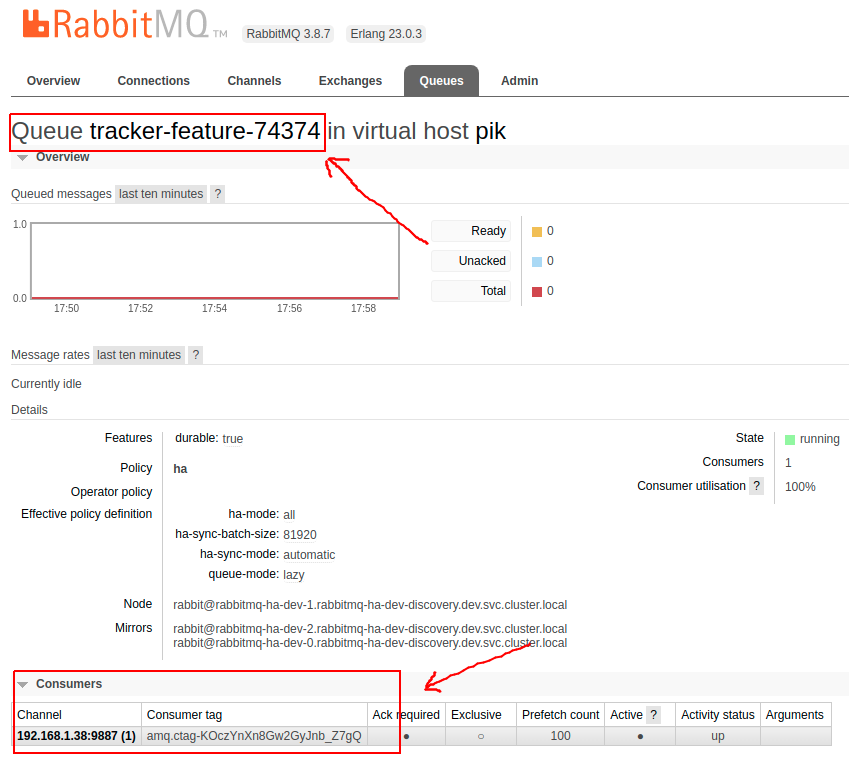 RabbitMQ TM RabbitMQ 3.8.7 Erlang 23.0.3
Overview Connections Channels Exchanges Queues Admin
Queue tracker-feature-74374 in virtual host pik
Overview
Queued messages last ten minutes ?
1.0
0.0
17:50 17:52 17:54 17:56 17:58
Ready 0
Unacked 0
Total 0
Message rates last ten minutes ?
Currently idle
Details
Features durable: true
Policy ha
Operator policy
Effective policy definition ha-mode: all
ha-sync-batch-size: 81920
ha-sync-mode: automatic
queue-mode: lazy
Node rabbit@rabbitmq-ha-dev-1.rabbitmq-ha-dev-discovery.dev.svc.cluster.local
Mirrors rabbit@rabbitmq-ha-dev-2.rabbitmq-ha-dev-discovery.dev.svc.cluster.local
rabbit@rabbitmq-ha-dev-0.rabbitmq-ha-dev-discovery.dev.svc.cluster.local
State running
Consumers 1
Consumer utilisation ? 100%
Consumers
Channel Consumer tag Ack required Exclusive Prefetch count Active ? Activity status Arguments
192.168.1.38:9887 (1) amq.ctag-KOczYnXn8Gw2GyJnb_Z7gQ ● ○ 100 ● up